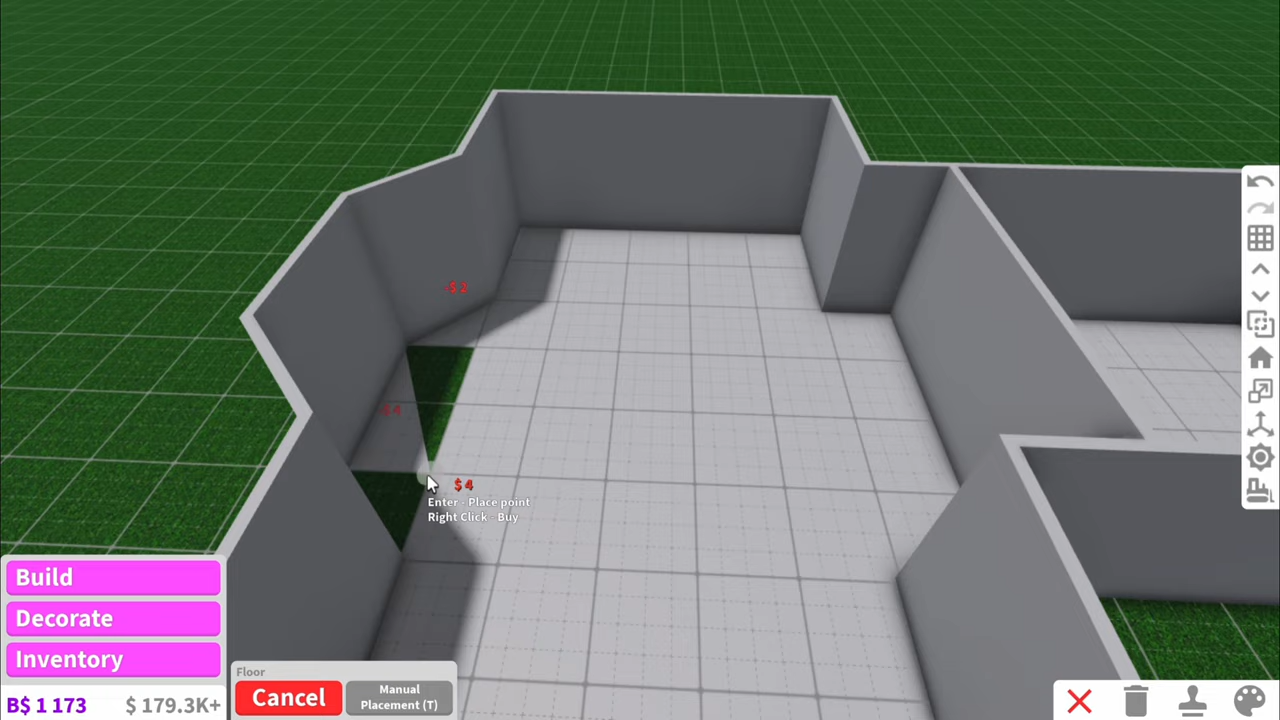 -$ 2
$ 4
$ 4
Enter - Place point
Right Click - Buy
Build
Decorate
Inventory
B$ 1 173
$ 179.3K+
Floor
Cancel
Manual
Placement (T)